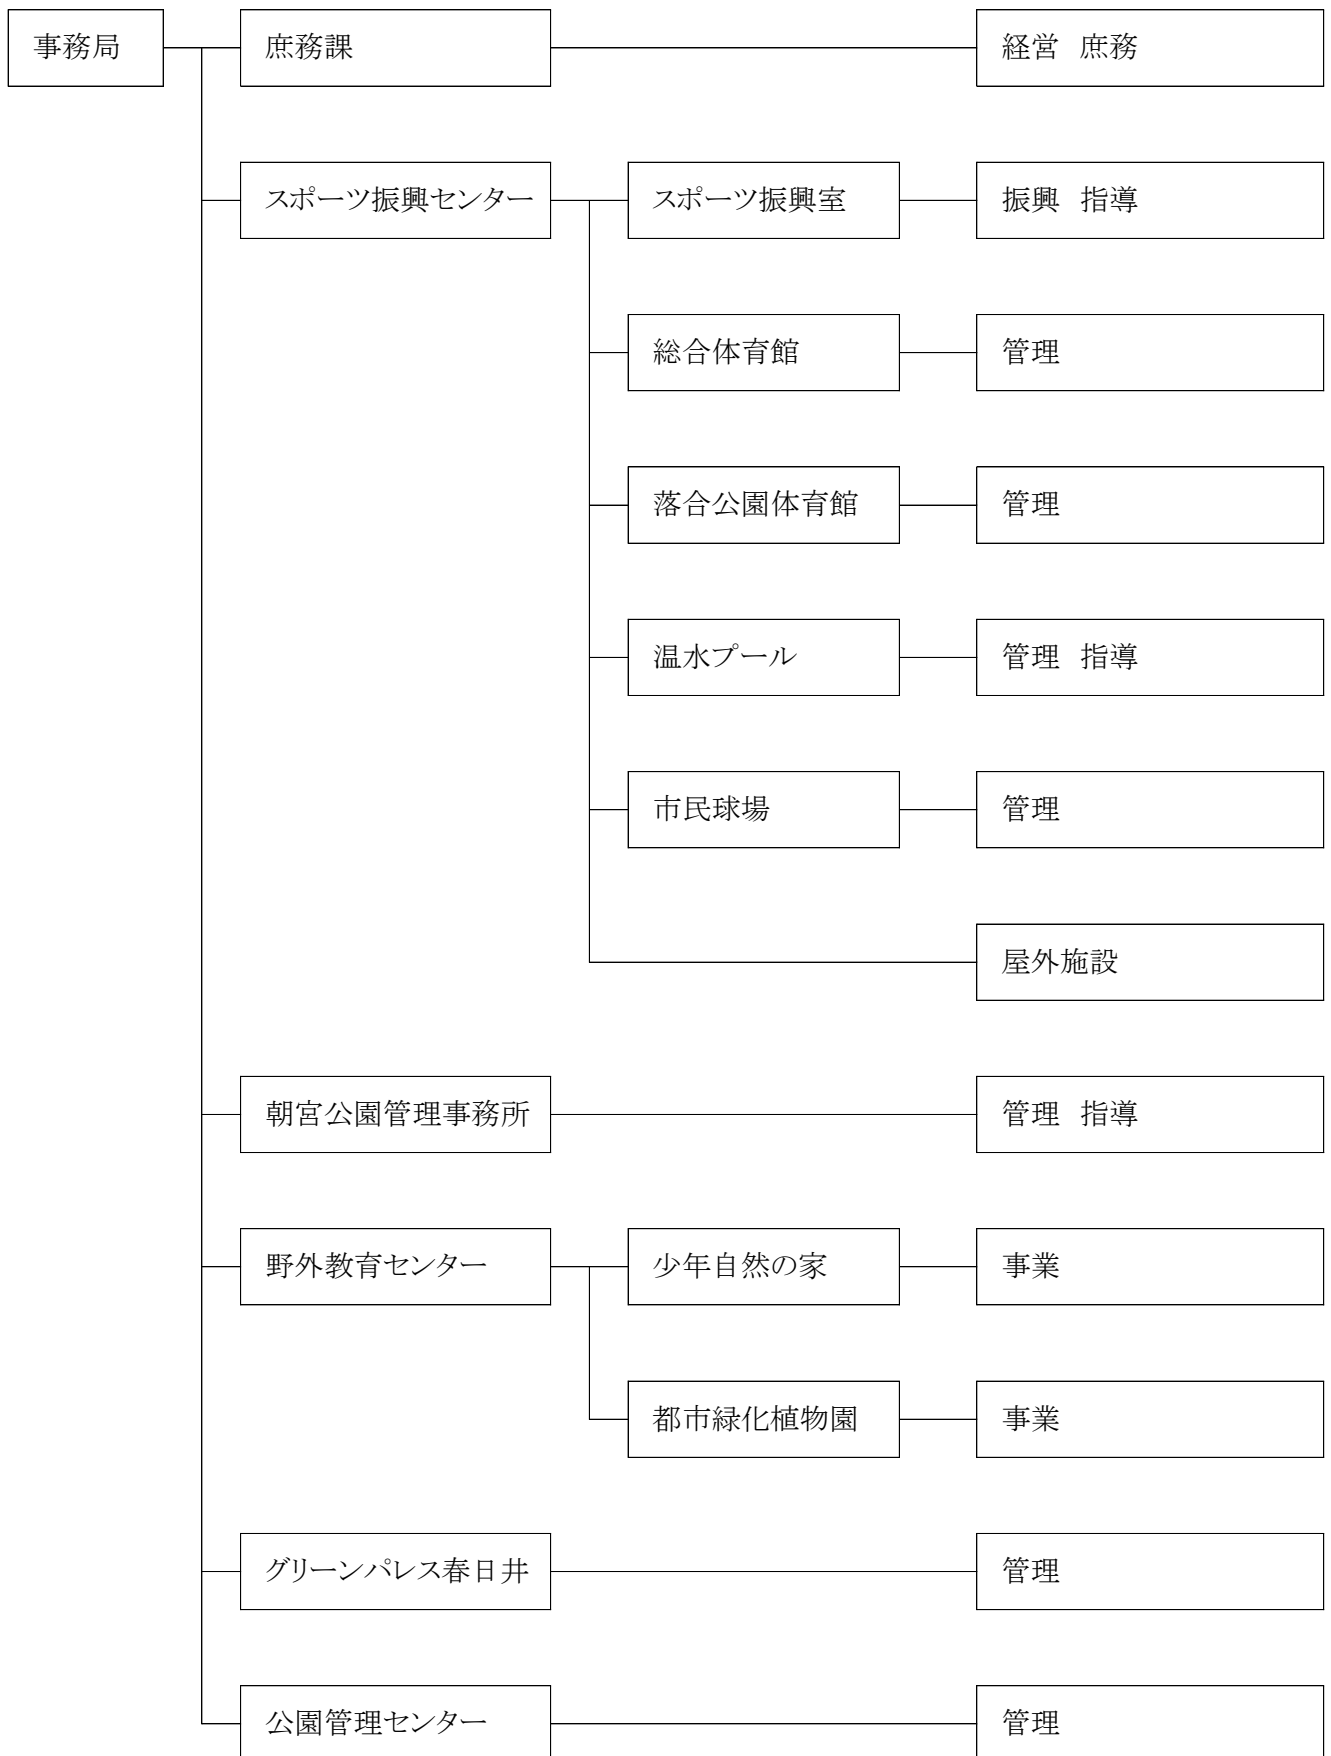 事務局 庶務課 経営 庶務
スポーツ振興センター スポーツ振興室 振興 指導
総合体育館 管理
落合公園体育館 管理
温水プール 管理 指導
市民球場 管理
屋外施設
朝宮公園管理事務所 管理 指導
野外教育センター 少年自然の家 事業
都市緑化植物園 事業
グリーンパレス春日井 管理
公園管理センター 管理